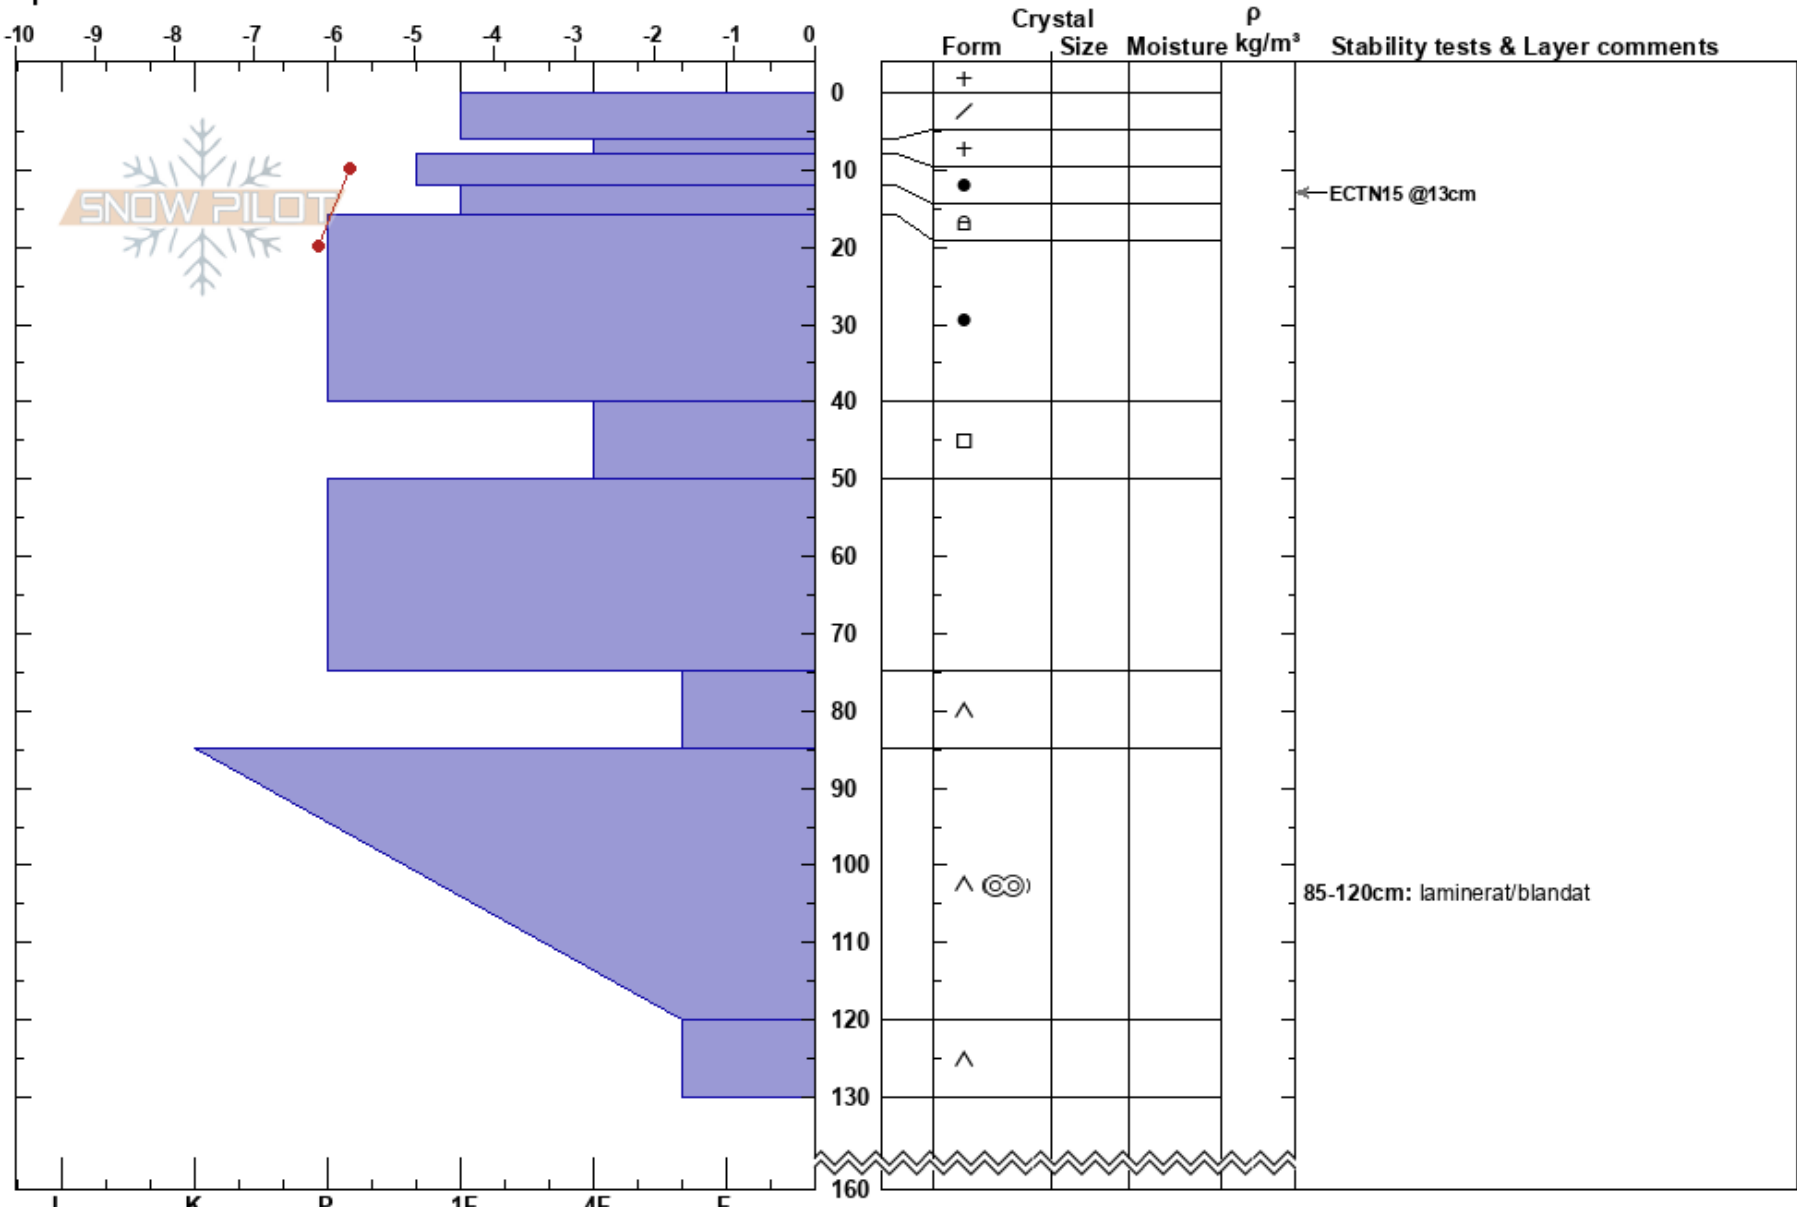 Crystal ρ
-10 -9 -8 -7 -6 -5 -4 -3 -2 -1 0
Form Size Moisture kg/m³ Stability tests & Layer comments
0
10
SNOW PILOT
ECTN15 @13cm
20
30
40
50
60
70
80
90
100
85-120cm: laminerat/blandat
110
120
130
160
K P 1F 4F F